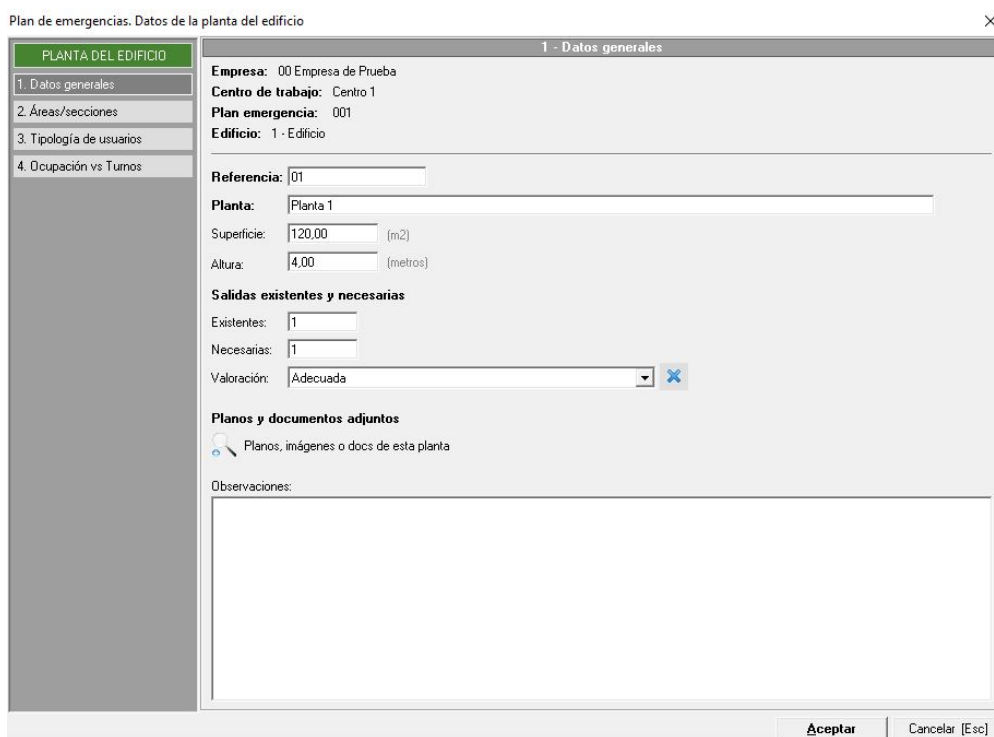 Plan de emergencias. Datos de la planta del edificio
PLANTA DEL EDIFICIO
1. Datos generales
2. Áreas/secciones
3. Tipología de usuarios
4. Ocupación vs Turnos
1 - Datos generales
Empresa: 00 Empresa de Prueba
Centro de trabajo: Centro 1
Plan emergencia: 001
Edificio: 1 - Edificio
Referencia: 01
Planta: Planta 1
Superficie: 120,00 (m2)
Altura: 4,00 (metros)
Salidas existentes y necesarias
Existentes: 1
Necesarias: 1
Valoración: Adecuada
Planos y documentos adjuntos
Planos, imágenes o docs de esta planta
Observaciones:
Aceptar Cancelar [Esc]